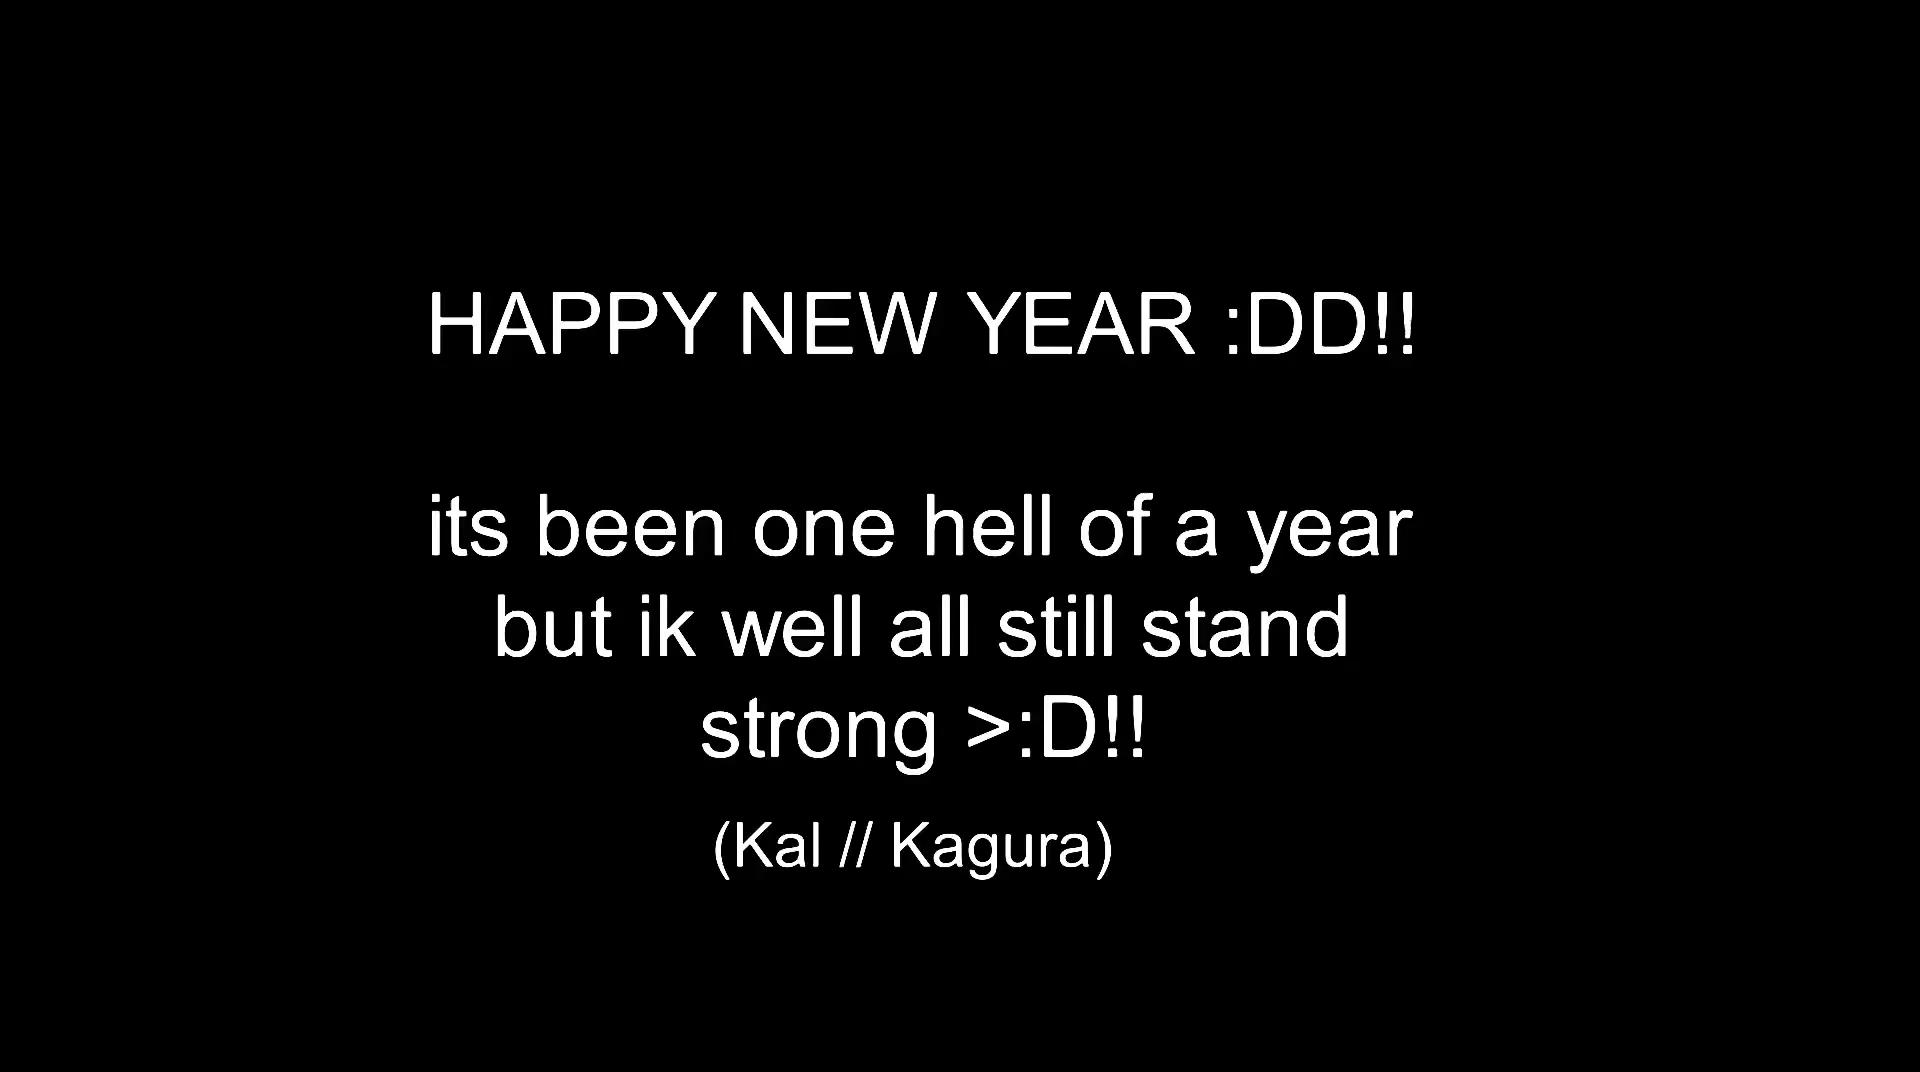 HAPPY NEW YEAR :DD!!
its been one hell of a year
but ik well all still stand
strong >:D!!
(Kal // Kagura)